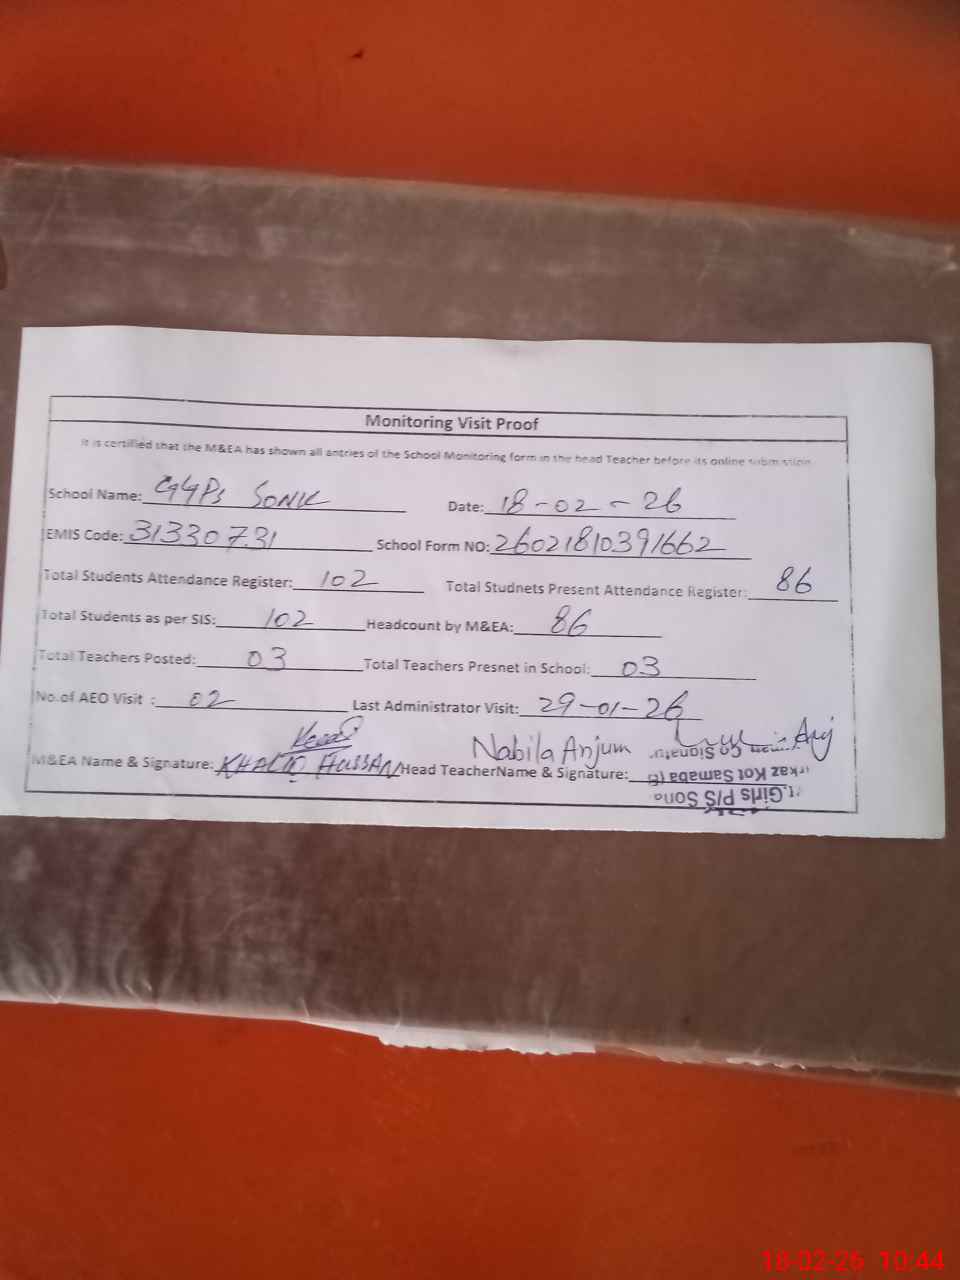 Monitoring Visit Proof
It is certified that the M&EA has shown all entries of the School Monitoring form in the head Teacher before its online submission
School Name: GGPS SONK Date: 18-02-26
EMIS Code: 31330731 School Form NO: 26021810391662
Total Students Attendance Register: 102 Total Studnets Present Attendance Register: 86
Total Students as per SIS: 102 Headcount by M&EA: 86
Total Teachers Posted: 03 Total Teachers Presnet in School: 03
No.of AEO Visit : 02 Last Administrator Visit: 29-01-26
M&EA Name & Signature: KHALID HUSSAN Head TeacherName & Signature: Nabila Anjum
Signatu
rkaz Kot Samaba
t.Girls P/S Sono
18-02-26 10:44